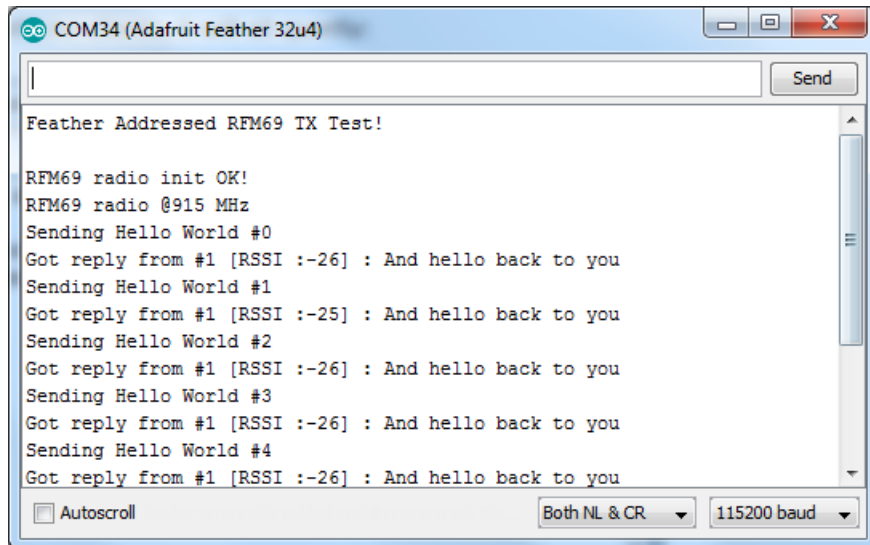 COM34 (Adafruit Feather 32u4)
Send
Feather Addressed RFM69 TX Test!
RFM69 radio init OK!
RFM69 radio @915 MHz
Sending Hello World #0
Got reply from #1 [RSSI :-26] : And hello back to you
Sending Hello World #1
Got reply from #1 [RSSI :-25] : And hello back to you
Sending Hello World #2
Got reply from #1 [RSSI :-26] : And hello back to you
Sending Hello World #3
Got reply from #1 [RSSI :-26] : And hello back to you
Sending Hello World #4
Got reply from #1 [RSSI :-26] : And hello back to you
Autoscroll
Both NL & CR
115200 baud